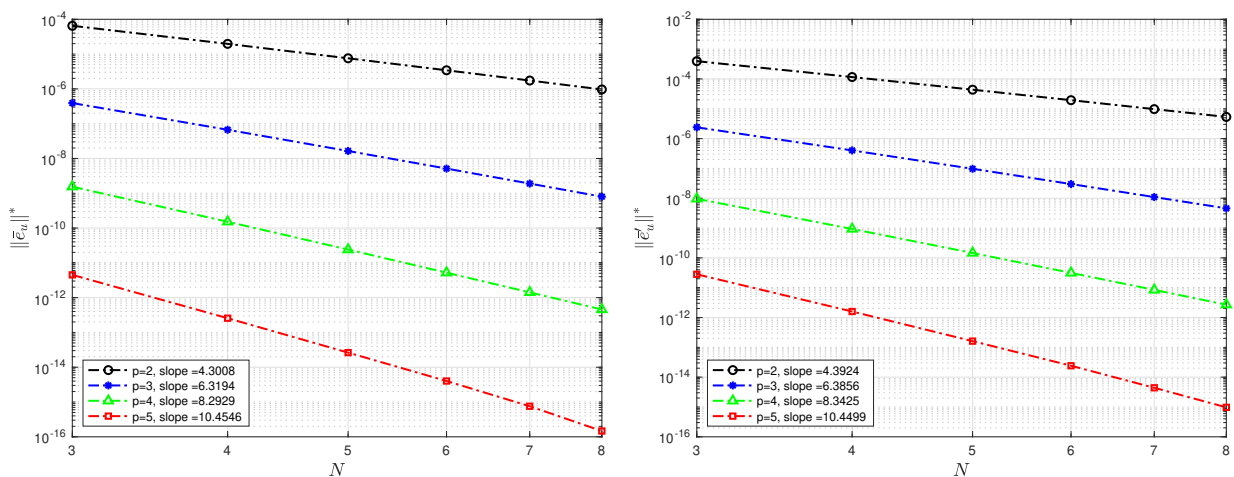 10^-4
10^-6
10^-8
10^-10
10^-12
10^-14
10^-16
||ē_u||*
p=2, slope =4.3008
p=3, slope =6.3194
p=4, slope =8.2929
p=5, slope =10.4546
3 4 5 6 7 8
N
10^-2
10^-4
10^-6
10^-8
10^-10
10^-12
10^-14
10^-16
||ē'_u||*
p=2, slope =4.3924
p=3, slope =6.3856
p=4, slope =8.3425
p=5, slope =10.4499
3 4 5 6 7 8
N